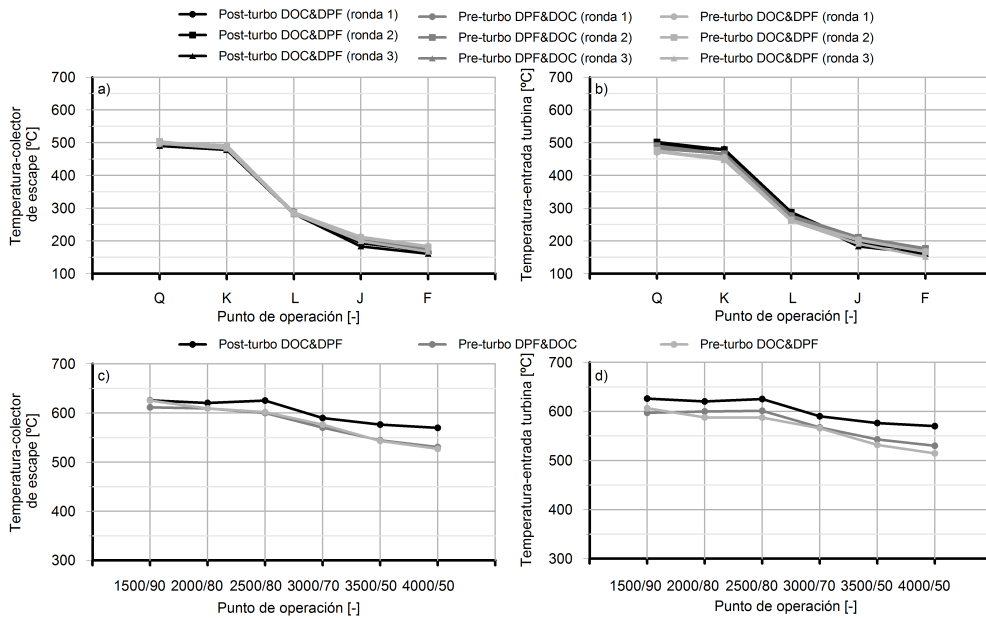 Post-turbo DOC&DPF (ronda 1)
Post-turbo DOC&DPF (ronda 2)
Post-turbo DOC&DPF (ronda 3)
Pre-turbo DPF&DOC (ronda 1)
Pre-turbo DPF&DOC (ronda 2)
Pre-turbo DPF&DOC (ronda 3)
Pre-turbo DOC&DPF (ronda 1)
Pre-turbo DOC&DPF (ronda 2)
Pre-turbo DOC&DPF (ronda 3)
a)
Temperatura-colector
de escape [ºC]
700
600
500
400
300
200
100
Q K L J F
Punto de operación [-]
b)
Temperatura-entrada turbina [ºC]
700
600
500
400
300
200
100
Q K L J F
Punto de operación [-]
Post-turbo DOC&DPF
Pre-turbo DPF&DOC
Pre-turbo DOC&DPF
c)
Temperatura-colector
de escape [ºC]
700
600
500
400
300
1500/90 2000/80 2500/80 3000/70 3500/50 4000/50
Punto de operación [-]
d)
Temperatura-entrada turbina [ºC]
700
600
500
400
300
1500/90 2000/80 2500/80 3000/70 3500/50 4000/50
Punto de operación [-]